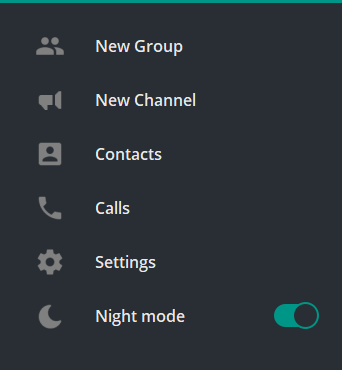 New Group
New Channel
Contacts
Calls
Settings
Night mode